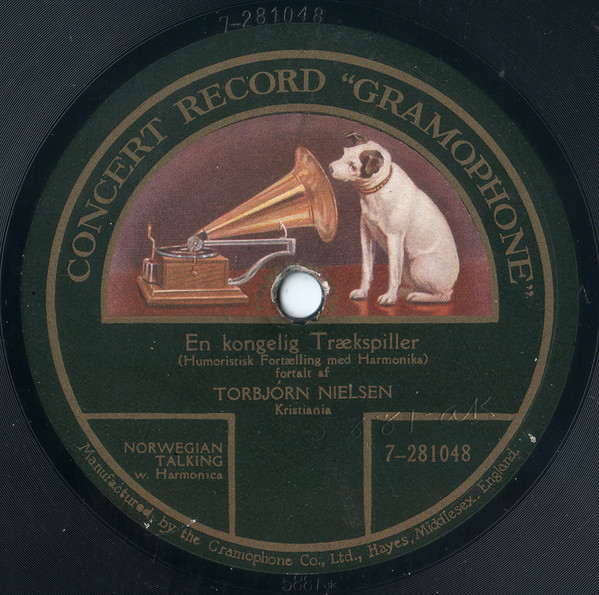 7-281048
CONCERT RECORD "GRAMOPHONE"
En kongelig Trækspiller
(Humoristisk Fortælling med Harmonika)
fortalt af
TORBJÓRN NIELSEN
Kristiania
NORWEGIAN
TALKING
w. Harmonica
7–281048
Manufactured by the Gramophone Co., Ltd., Hayes, Middlesex. England.